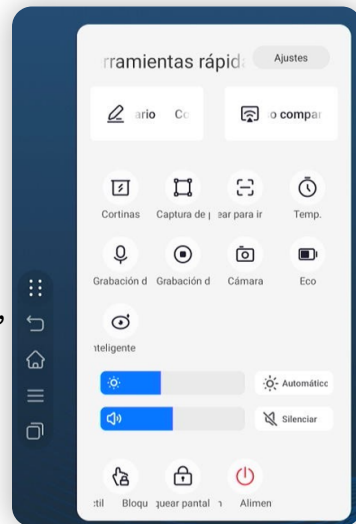 rramientas rápid
Ajustes
ario Co
o compar
Cortinas
Captura de
ear para ir
Temp.
Grabación d
Grabación d
Cámara
Eco
nteligente
Automátic
Silenciar
til
Bloqu
quear pantal
Alimen
,